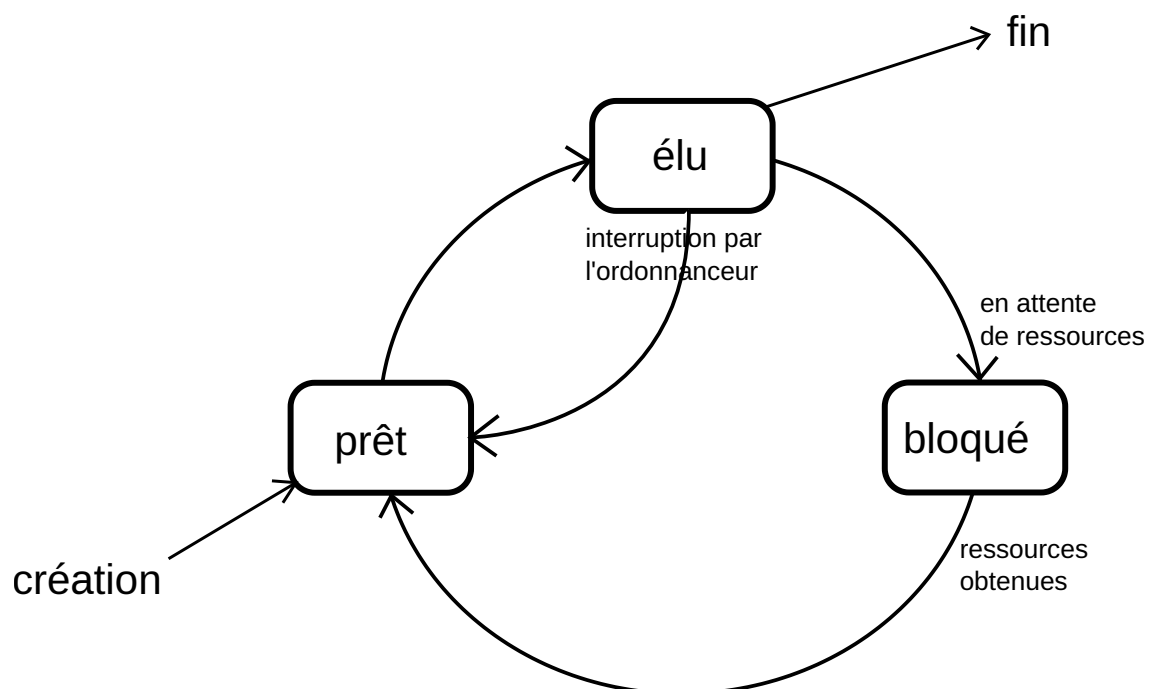 fin
élu
interruption par
l'ordonnanceur
en attente
de ressources
prêt
bloqué
création
ressources
obtenues